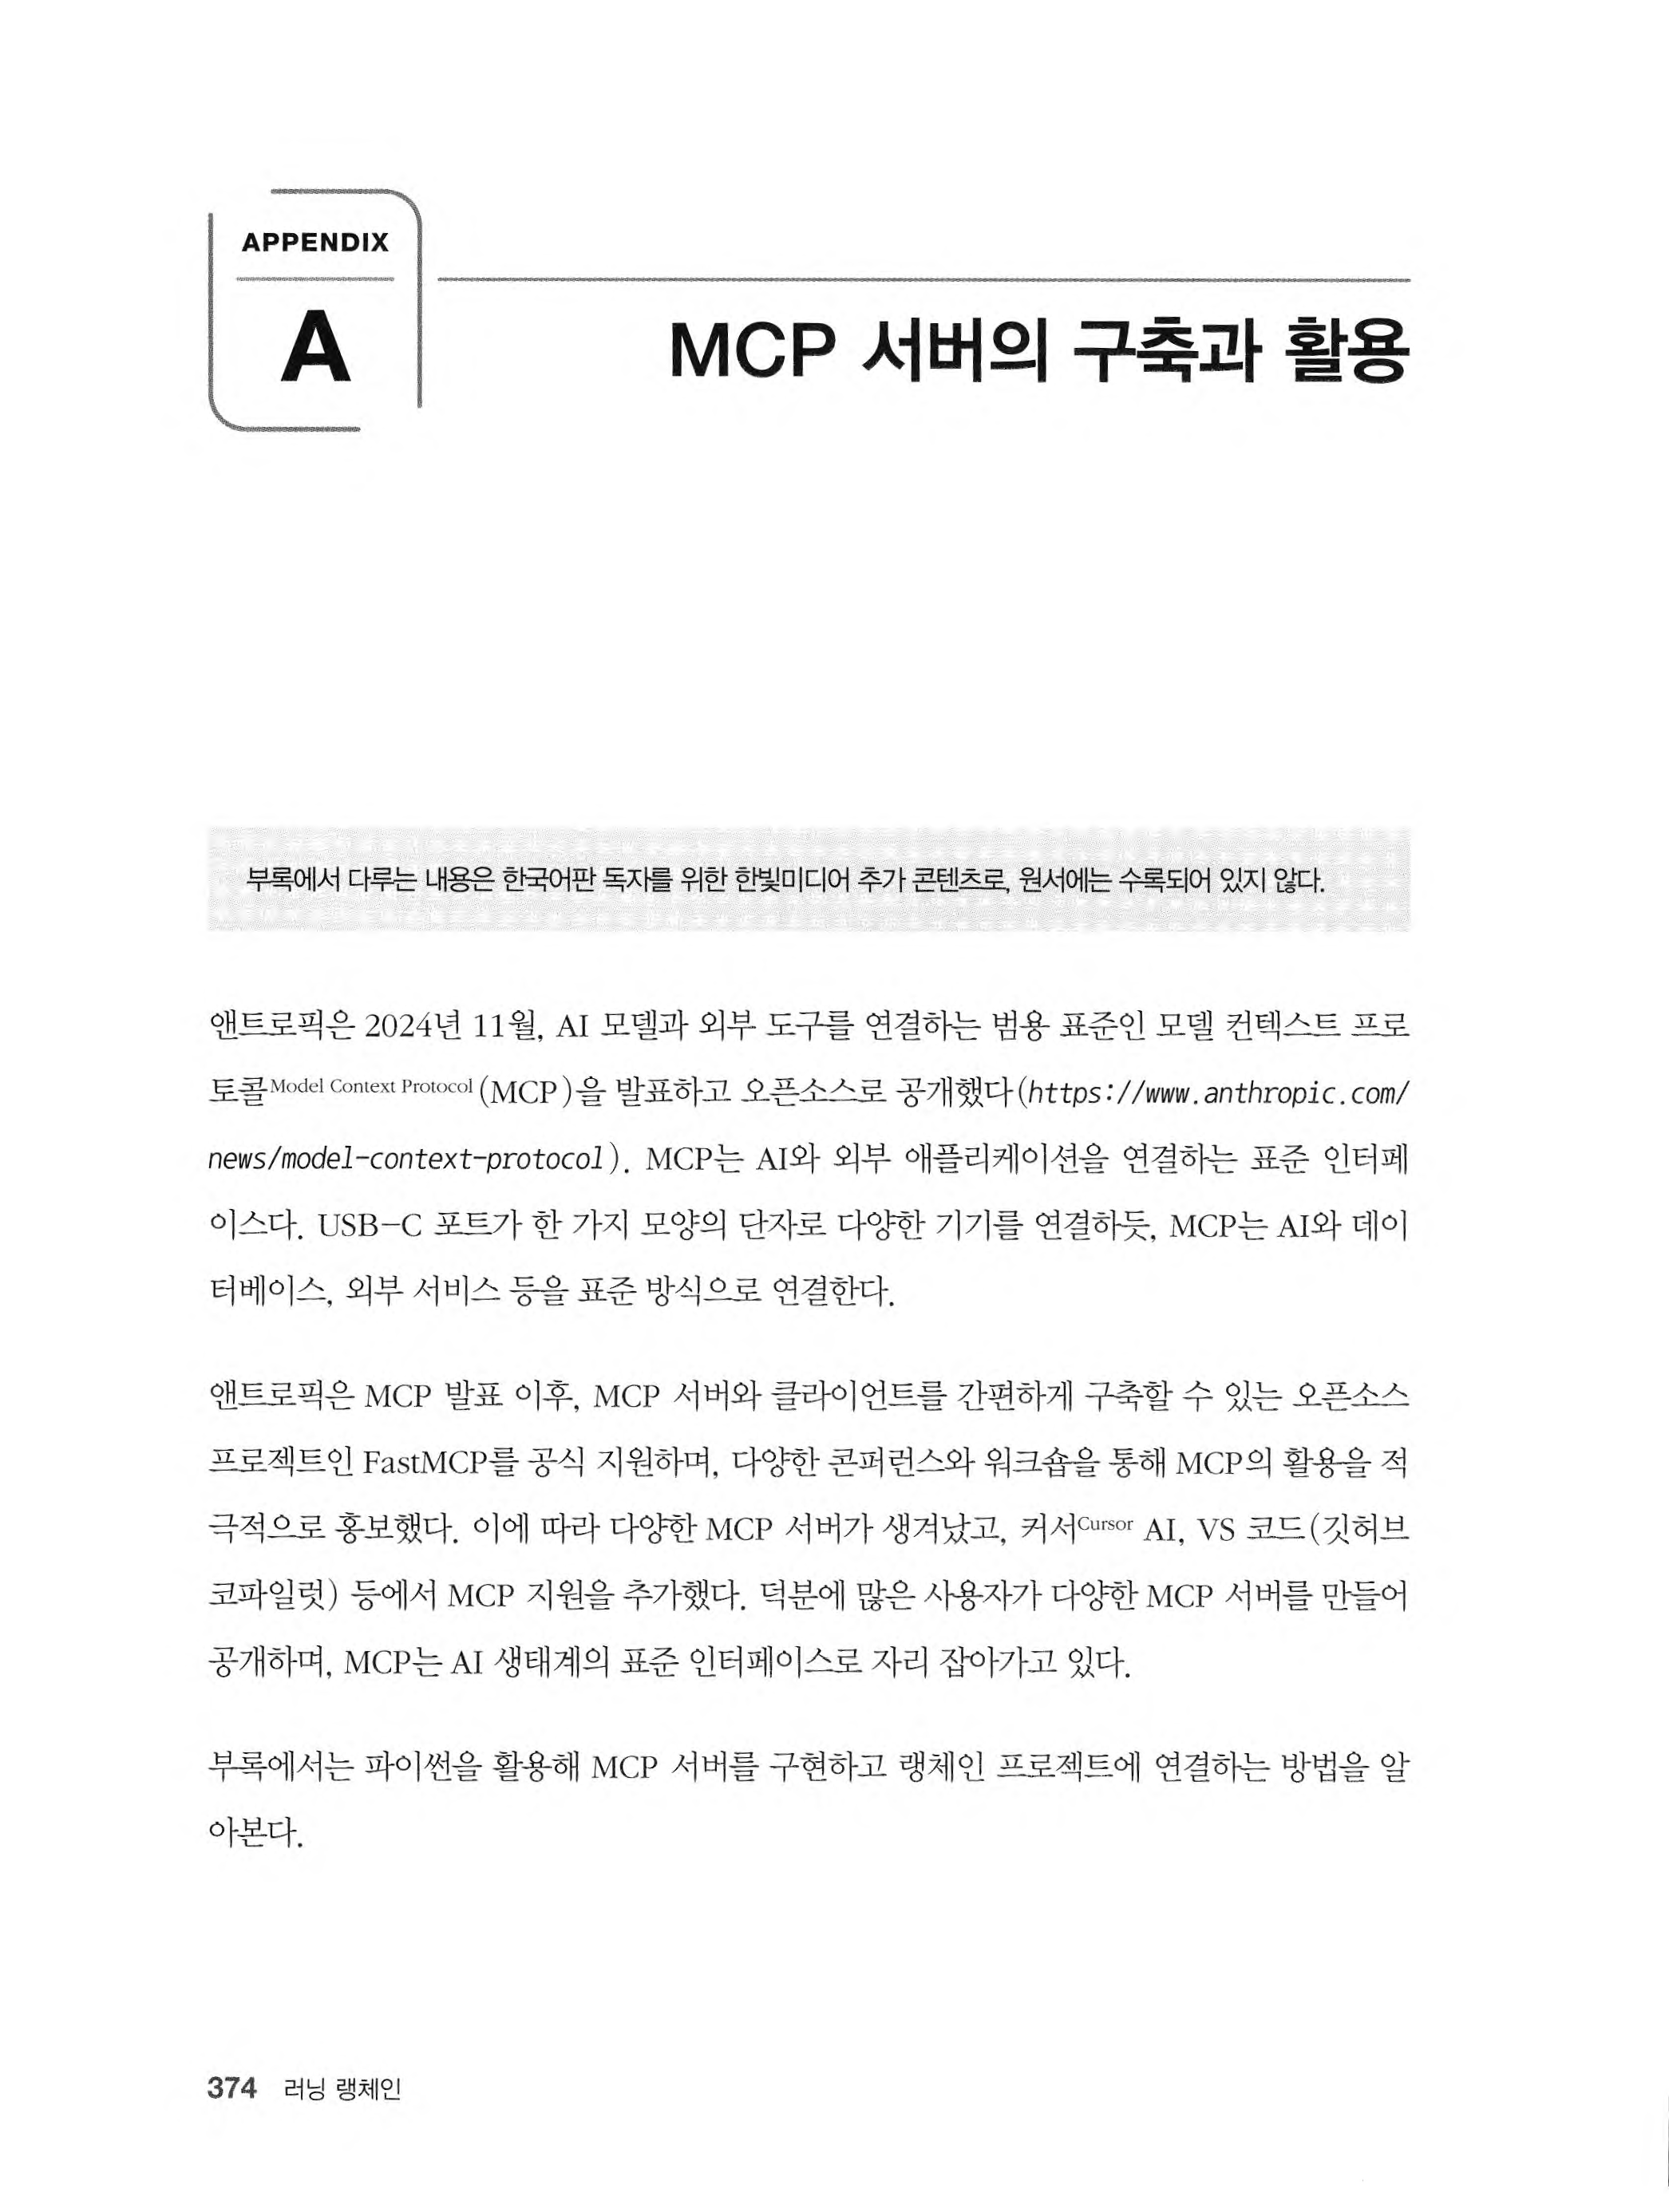 APPENDIX
A
MCP 서버의 구축과 활용
부록에서 다루는 내용은 한국어판 독자를 위한 한빛미디어 추가 콘텐츠로, 원서에는 수록되어 있지 않다.
앤트로픽은 2024년 11월, AI 모델과 외부 도구를 연결하는 범용 표준인 모델 컨텍스트 프로
토콜Model Context Protocol(MCP)을 발표하고 오픈소스로 공개했다(https://www.anthropic.com/
news/model-context-protocol). MCP는 AI와 외부 애플리케이션을 연결하는 표준 인터페
이스다. USB-C 포트가 한 가지 모양의 단자로 다양한 기기를 연결하듯, MCP는 AI와 데이
터베이스, 외부 서비스 등을 표준 방식으로 연결한다.
앤트로픽은 MCP 발표 이후, MCP 서버와 클라이언트를 간편하게 구축할 수 있는 오픈소스
프로젝트인 FastMCP를 공식 지원하며, 다양한 콘퍼런스와 워크숍을 통해 MCP의 활용을 적
극적으로 홍보했다. 이에 따라 다양한 MCP 서버가 생겨났고, 커서Cursor AI, VS 코드(깃허브
코파일럿) 등에서 MCP 지원을 추가했다. 덕분에 많은 사용자가 다양한 MCP 서버를 만들어
공개하며, MCP는 AI 생태계의 표준 인터페이스로 자리 잡아가고 있다.
부록에서는 파이썬을 활용해 MCP 서버를 구현하고 랭체인 프로젝트에 연결하는 방법을 알
아본다.
374 러닝 랭체인